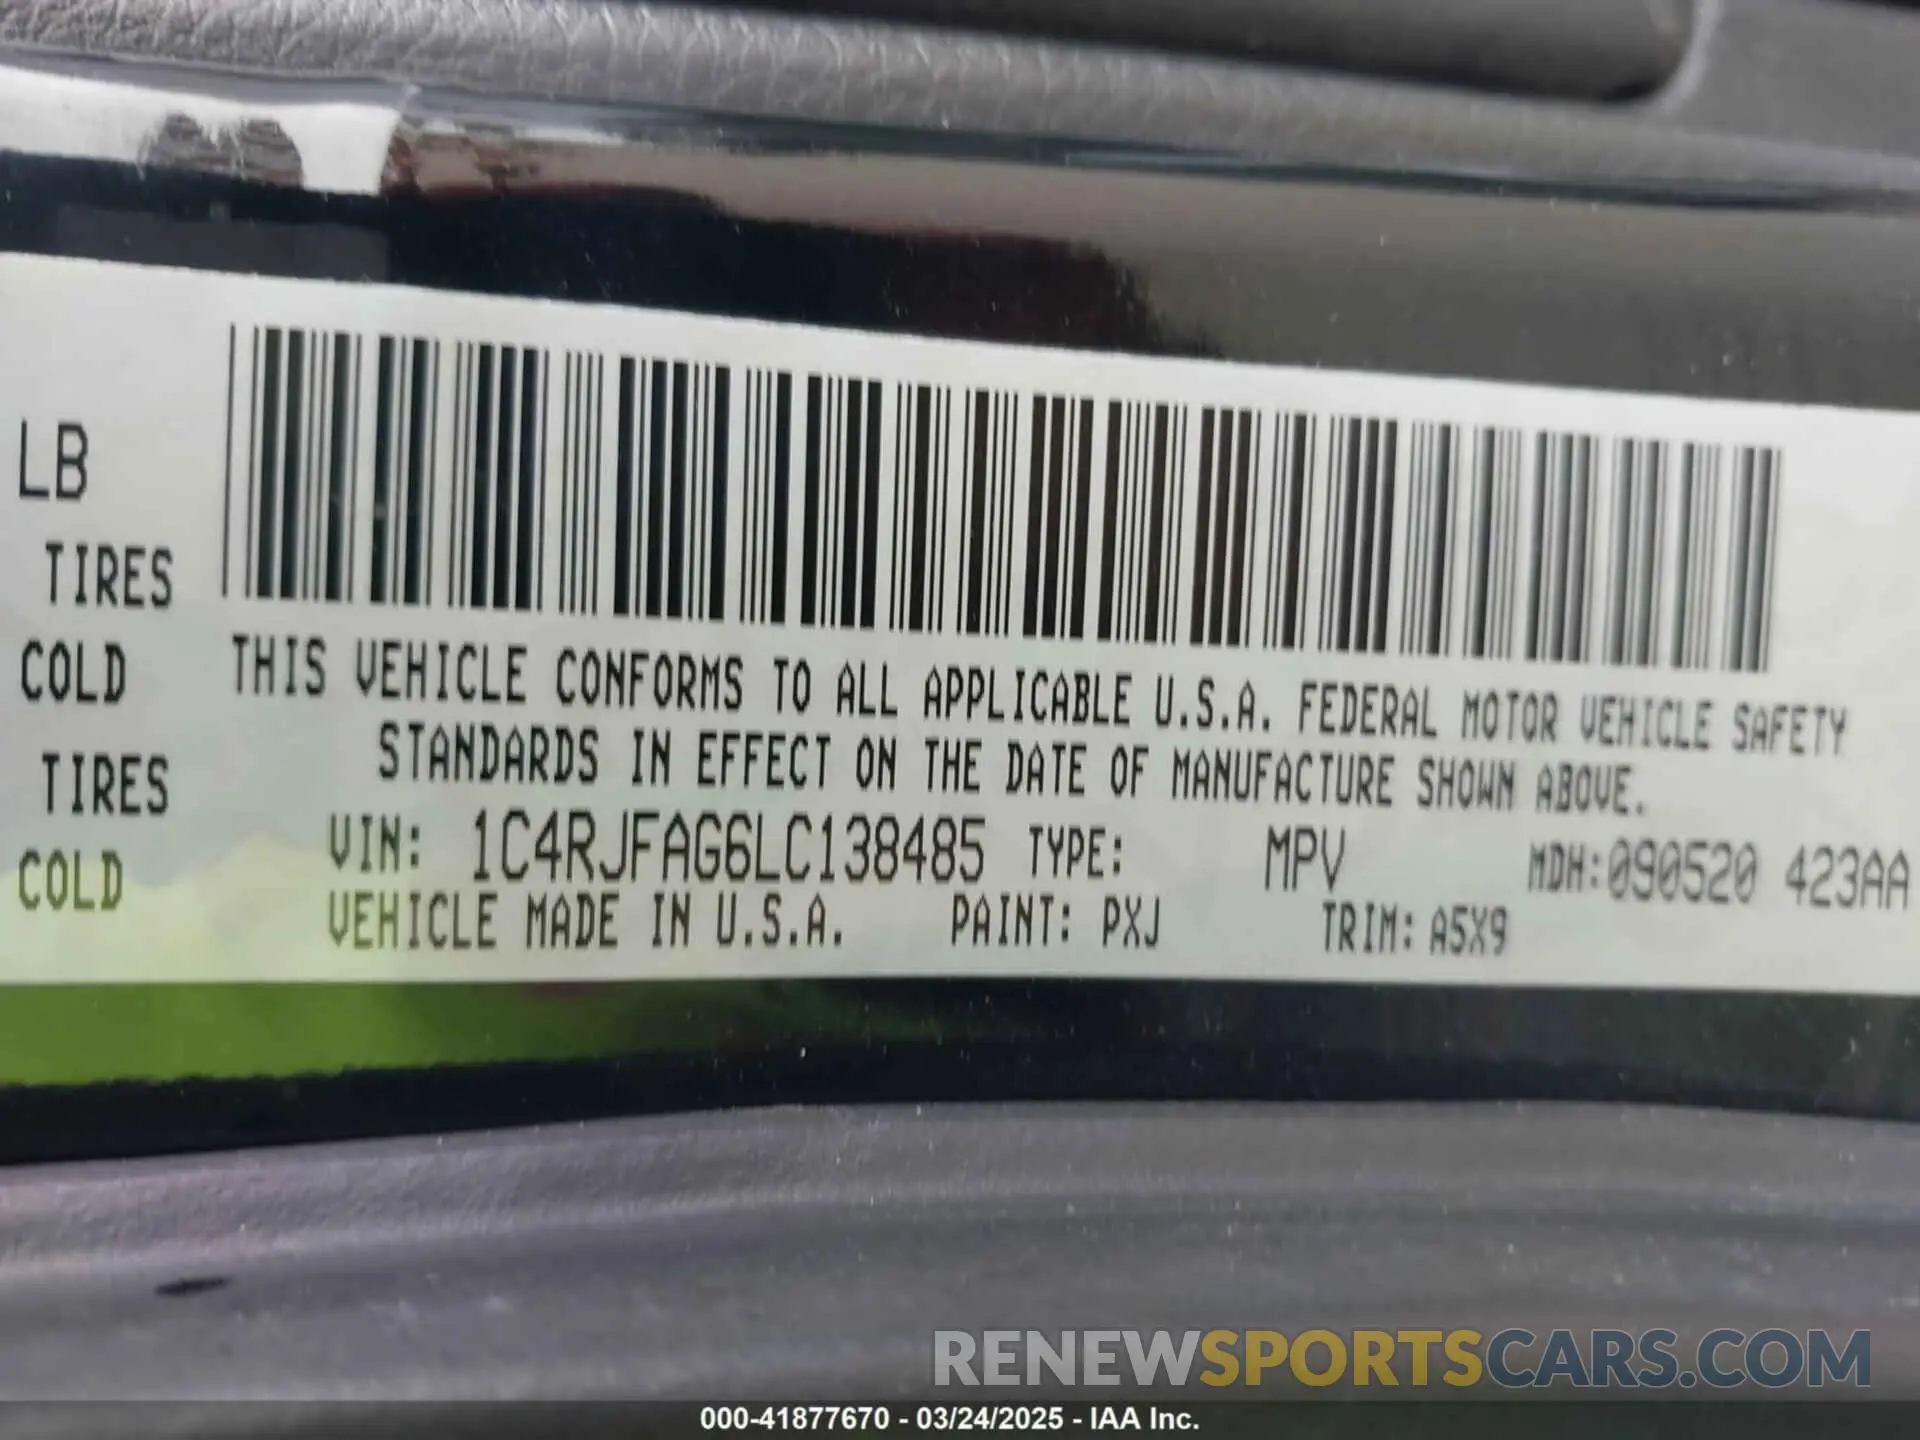 LB
TIRES
COLD
TIRES
COLD
THIS VEHICLE CONFORMS TO ALL APPLICABLE U.S.A. FEDERAL MOTOR VEHICLE SAFETY
STANDARDS IN EFFECT ON THE DATE OF MANUFACTURE SHOWN ABOVE.
VIN: 1C4RJFAG6LC138485 TYPE: MPV MDH:090520 423AA
VEHICLE MADE IN U.S.A. PAINT: PXJ TRIM: A5X9
RENEWSPORTSCARS.COM
000-41877670 - 03/24/2025 - IAA Inc.